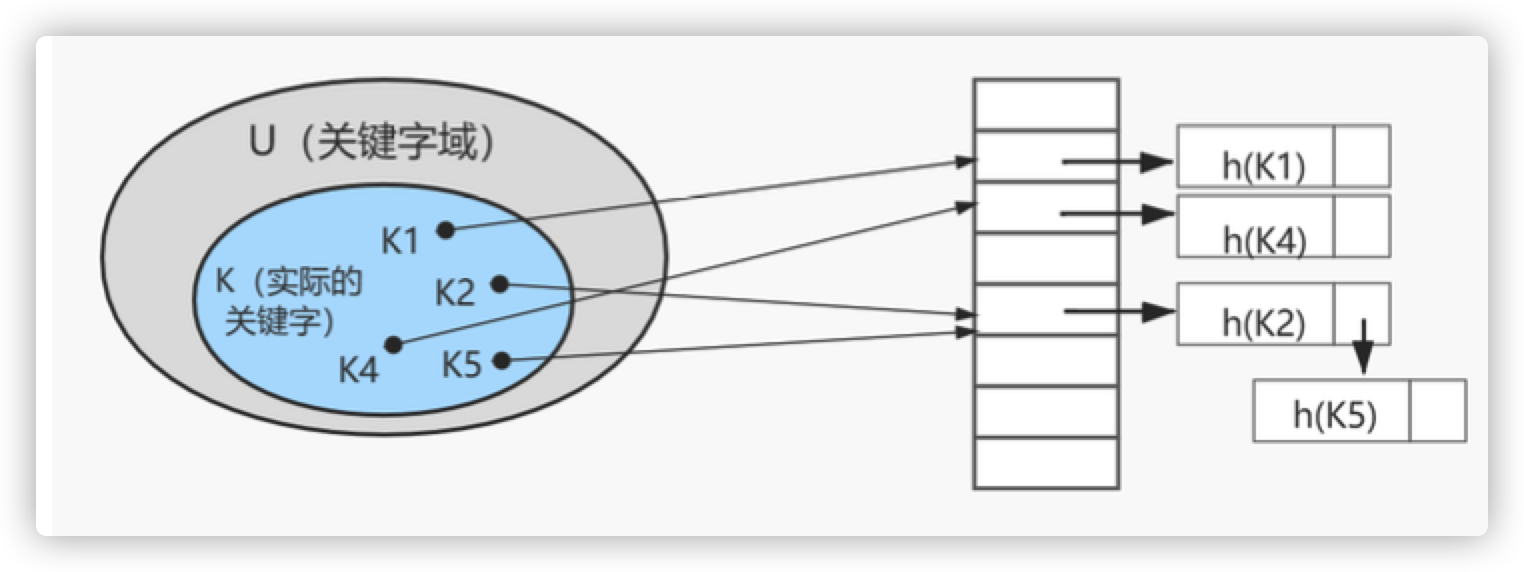 U（关键字域）
K1
K（实际的
关键字）
K2
K4
K5
h(K1)
h(K4)
h(K2)
h(K5)